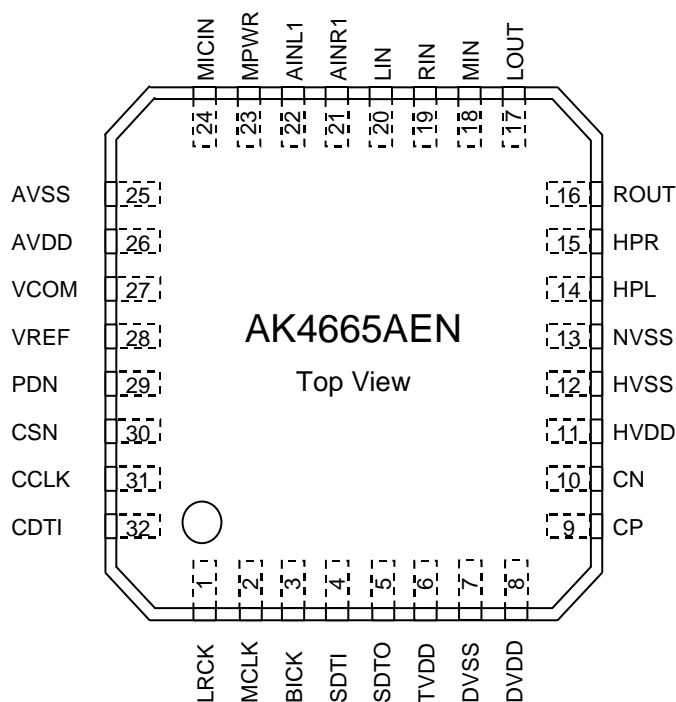 MICIN MPWR AINL1 AINR1 LIN RIN MIN LOUT
24 23 22 21 20 19 18 17
AVSS 25 16 ROUT
AVDD 26 15 HPR
VCOM 27 14 HPL
VREF 28 13 NVSS
PDN 29 12 HVSS
CSN 30 11 HVDD
CCLK 31 10 CN
CDTI 32 9 CP
AK4665AEN
Top View
1 2 3 4 5 6 7 8
LRCK MCLK BICK SDTI SDTO TVDD DVSS DVDD